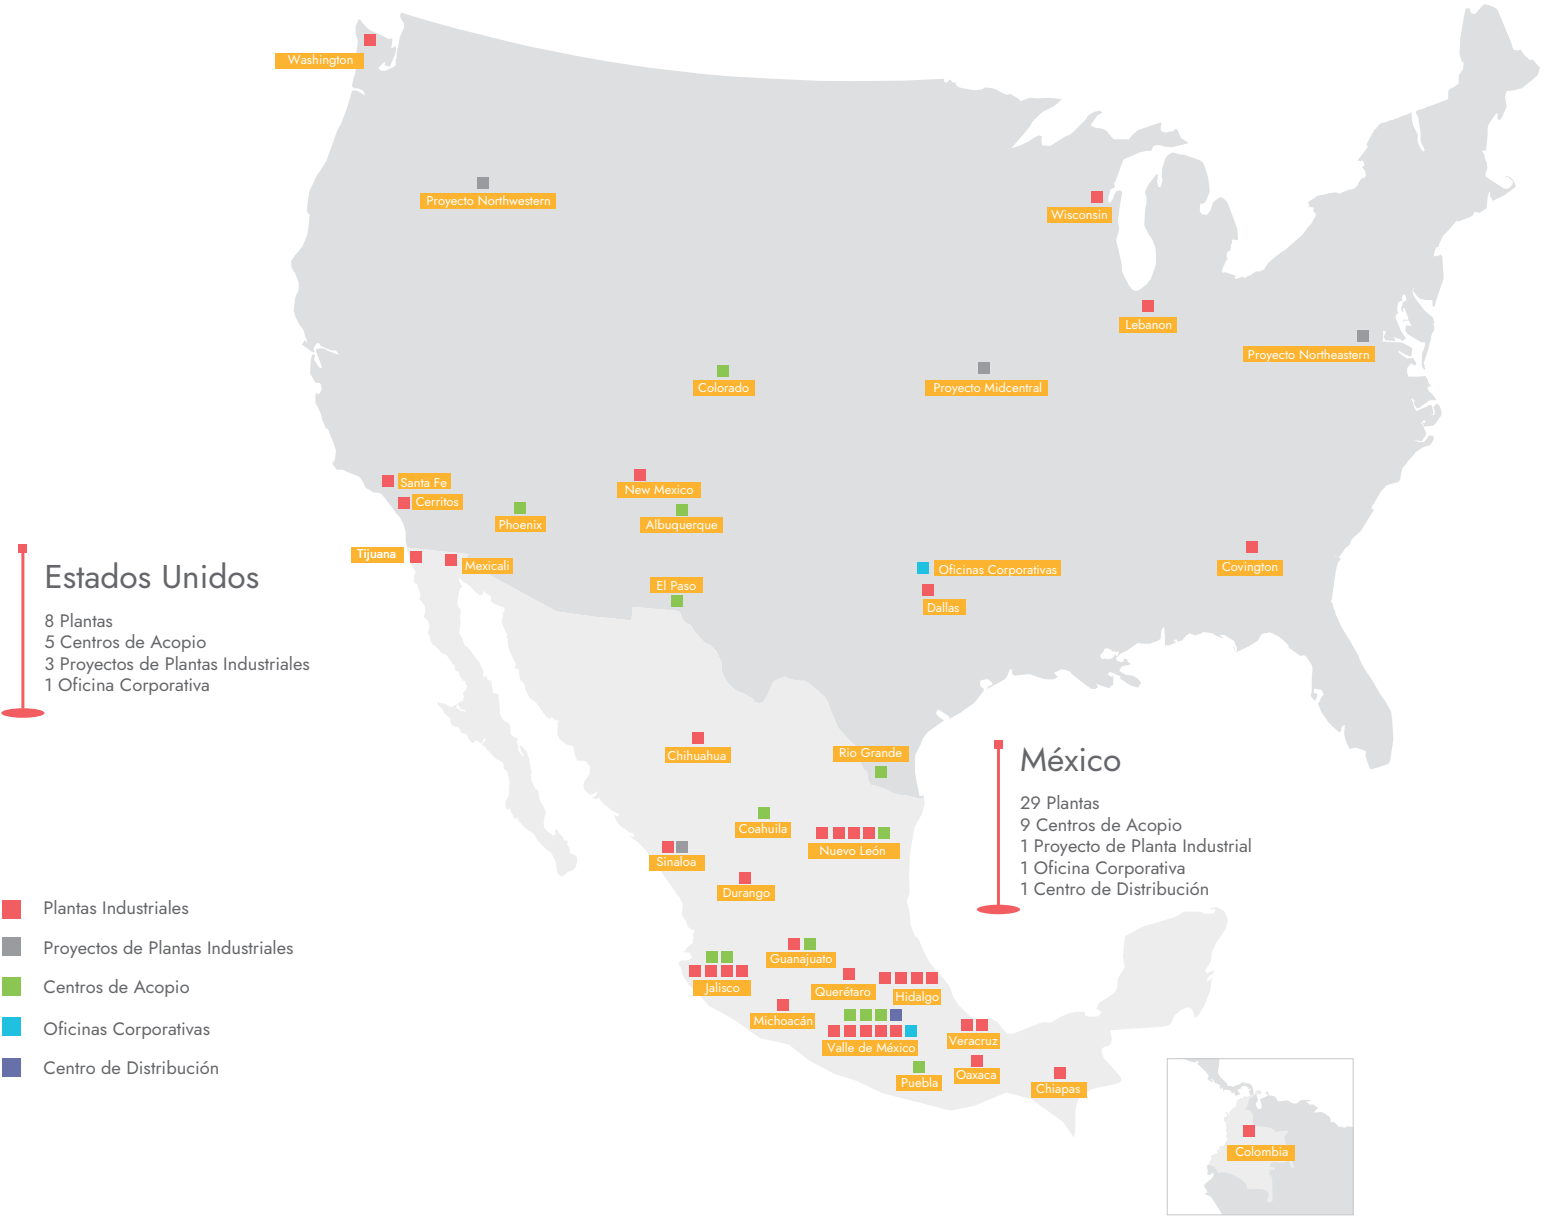 Washington
Proyecto Northwestern
Wisconsin
Lebanon
Proyecto Northeastern
Colorado
Proyecto Midcentral
Santa Fe
Cerritos
New Mexico
Phoenix
Albuquerque
Tijuana
Mexicali
El Paso
Oficinas Corporativas
Dallas
Covington
Estados Unidos
8 Plantas
5 Centros de Acopio
3 Proyectos de Plantas Industriales
1 Oficina Corporativa
Chihuahua
Rio Grande
México
29 Plantas
9 Centros de Acopio
1 Proyecto de Planta Industrial
1 Oficina Corporativa
1 Centro de Distribución
Coahuila
Nuevo León
Sinaloa
Durango
Plantas Industriales
Proyectos de Plantas Industriales
Centros de Acopio
Oficinas Corporativas
Centro de Distribución
Guanajuato
Jalisco
Querétaro
Hidalgo
Michoacán
Valle de México
Veracruz
Puebla
Oaxaca
Chiapas
Colombia